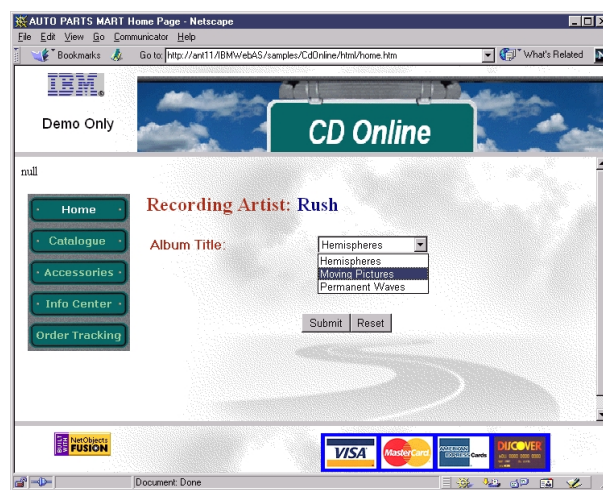 AUTO PARTS MART Home Page - Netscape
File Edit View Go Communicator Help
Bookmarks Go to: http://ant11/IBMWebAS/samples/CdOnline/html/home.htm What's Related
IBM
Demo Only
CD Online
null
Home
Catalogue
Accessories
Info Center
Order Tracking
Recording Artist: Rush
Album Title:
Hemispheres
Hemispheres
Moving Pictures
Permanent Waves
Submit Reset
BUILT WITH NetObjects FUSION
VISA MasterCard AMERICAN EXPRESS Cards DISCOVER
Document: Done